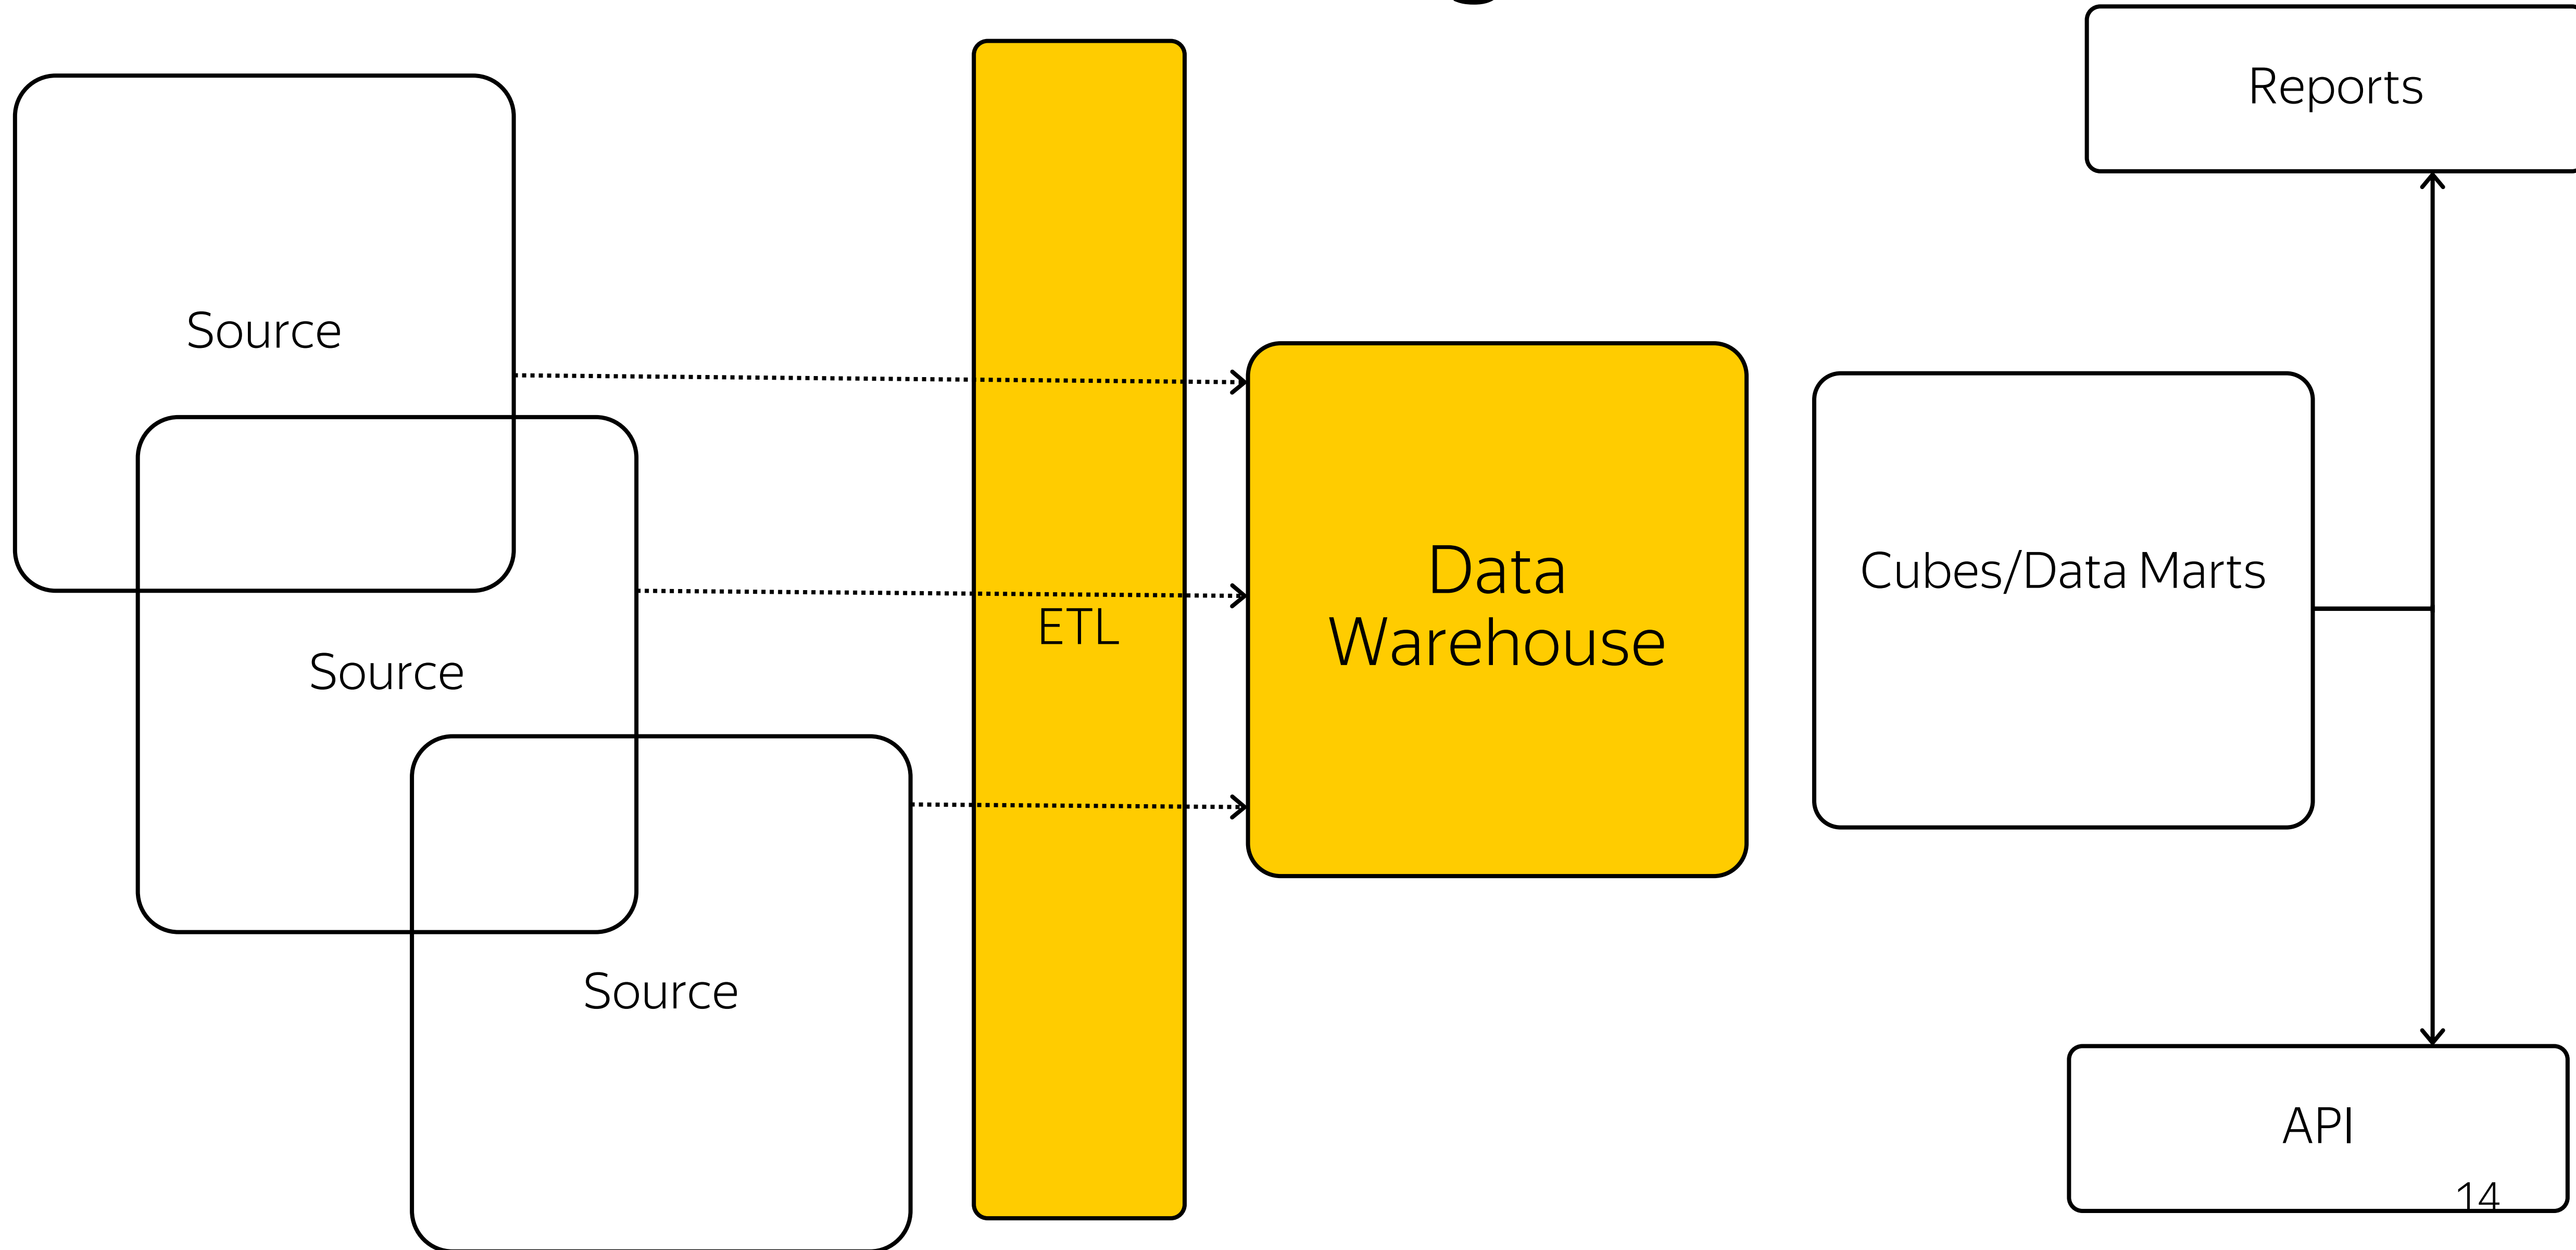 Reports
Source
ETL
Data
Warehouse
Cubes/Data Marts
Source
Source
API
14